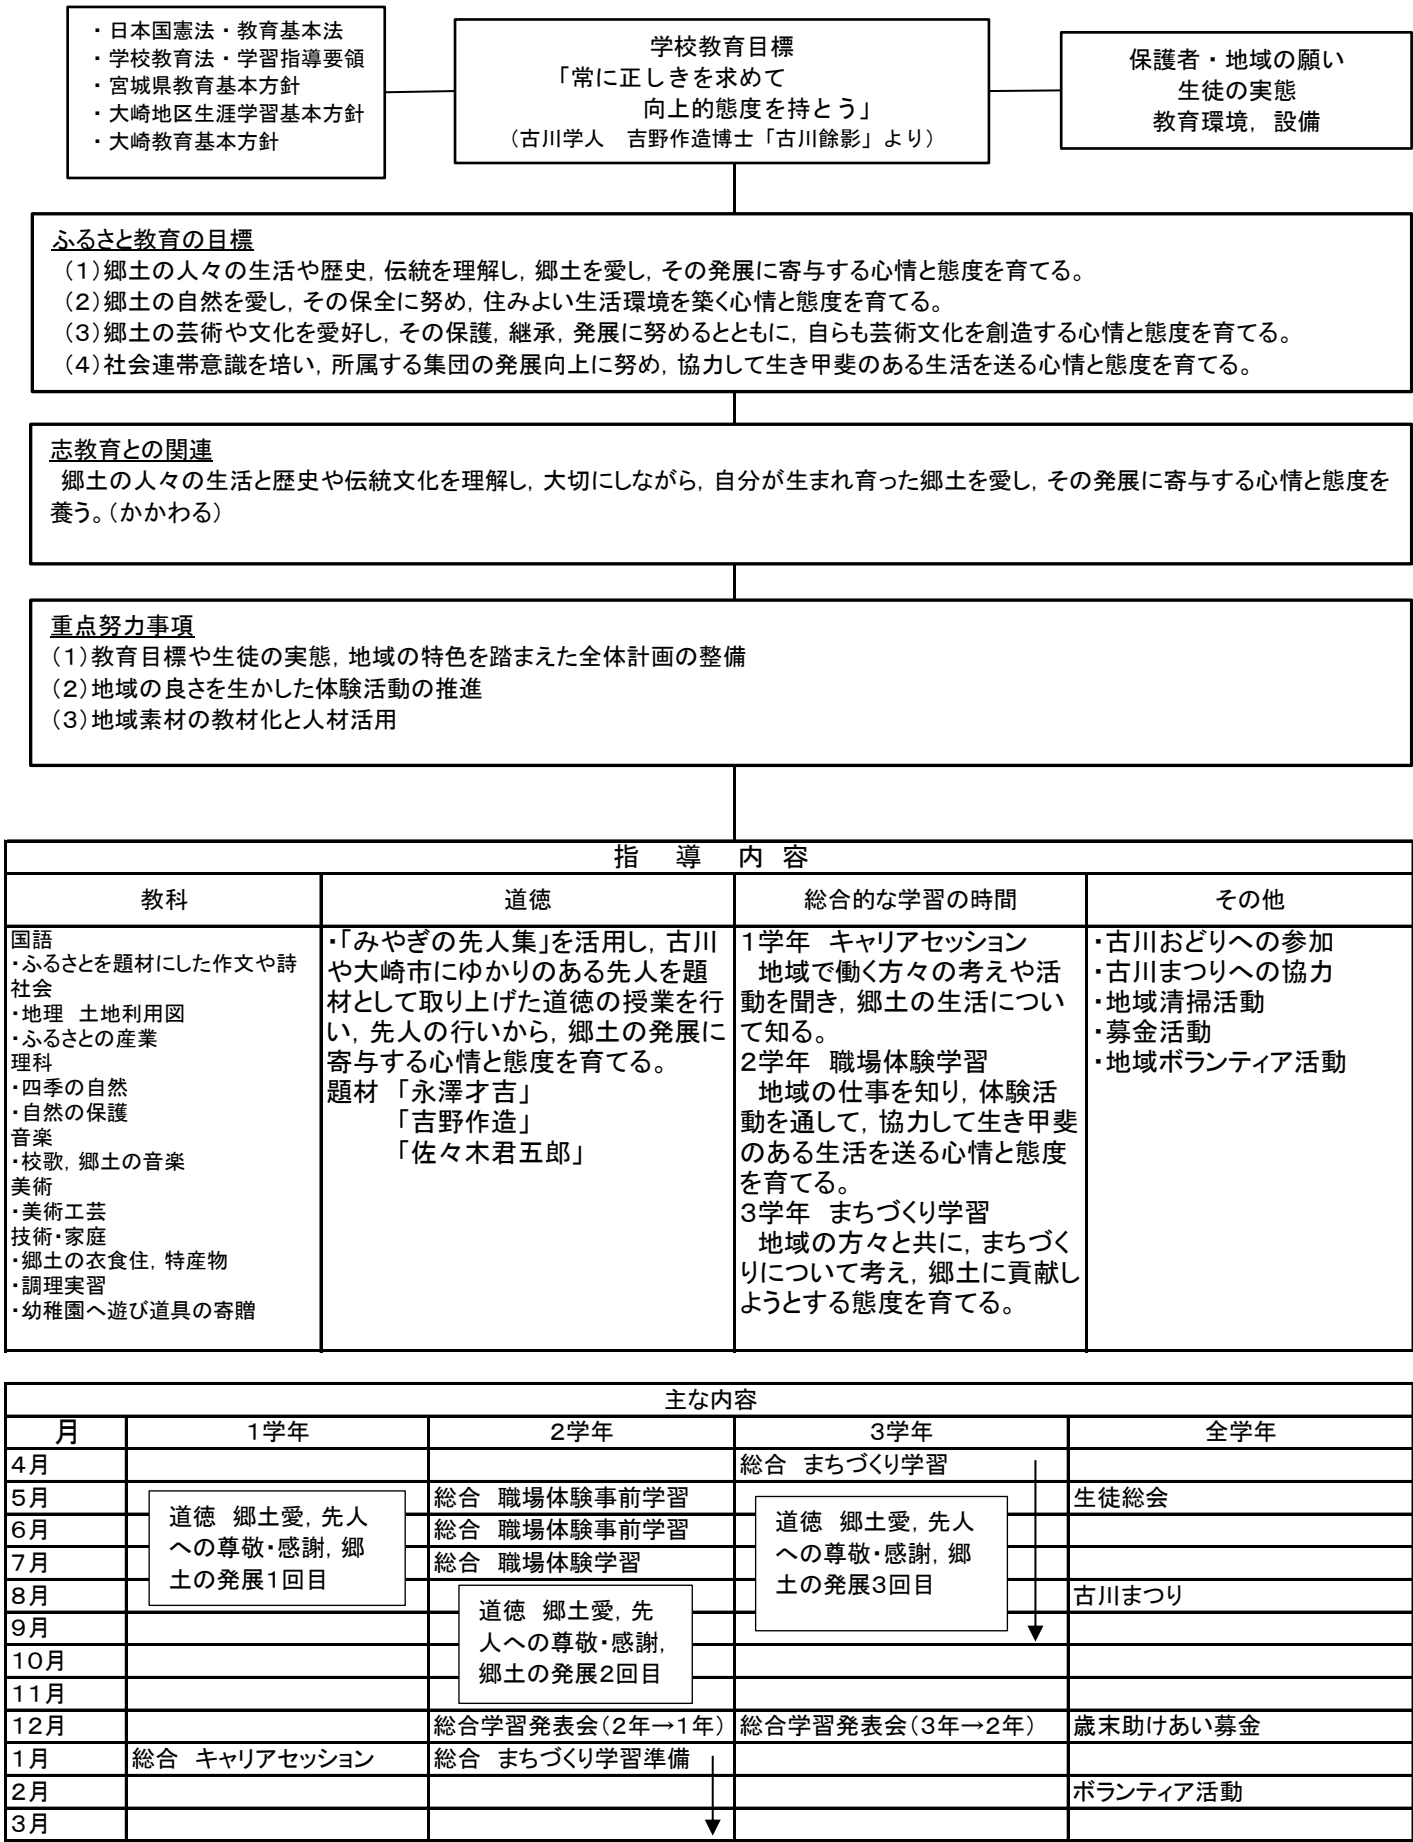 ・日本国憲法・教育基本法
・学校教育法・学習指導要領
・宮城県教育基本方針
・大崎地区生涯学習基本方針
・大崎教育基本方針
学校教育目標
「常に正しきを求めて
向上的態度を持とう」
（古川学人　吉野作造博士「古川餘影」より）
保護者・地域の願い
生徒の実態
教育環境，設備
ふるさと教育の目標
（１）郷土の人々の生活や歴史，伝統を理解し，郷土を愛し，その発展に寄与する心情と態度を育てる。
（２）郷土の自然を愛し，その保全に努め，住みよい生活環境を築く心情と態度を育てる。
（３）郷土の芸術や文化を愛好し，その保護，継承，発展に努めるとともに，自らも芸術文化を創造する心情と態度を育てる。
（４）社会連帯意識を培い，所属する集団の発展向上に努め，協力して生き甲斐のある生活を送る心情と態度を育てる。
志教育との関連
郷土の人々の生活と歴史や伝統文化を理解し，大切にしながら，自分が生まれ育った郷土を愛し，その発展に寄与する心情と態度を
養う。（かかわる）
重点努力事項
（１）教育目標や生徒の実態，地域の特色を踏まえた全体計画の整備
（２）地域の良さを生かした体験活動の推進
（３）地域素材の教材化と人材活用
指　導　内　容
教科
国語
・ふるさとを題材にした作文や詩
社会
・地理　土地利用図
・ふるさとの産業
理科
・四季の自然
・自然の保護
音楽
・校歌，郷土の音楽
美術
・美術工芸
技術・家庭
・郷土の衣食住，特産物
・調理実習
・幼稚園へ遊び道具の寄贈
道徳
・「みやぎの先人集」を活用し，古川
や大崎市にゆかりのある先人を題
材として取り上げた道徳の授業を行
い，先人の行いから，郷土の発展に
寄与する心情と態度を育てる。
題材　「永澤才吉」
「吉野作造」
「佐々木君五郎」
総合的な学習の時間
１学年　キャリアセッション
地域で働く方々の考えや活
動を聞き，郷土の生活につい
て知る。
２学年　職場体験学習
地域の仕事を知り，体験活
動を通して，協力して生き甲斐
のある生活を送る心情と態度
を育てる。
３学年　まちづくり学習
地域の方々と共に，まちづく
りについて考え，郷土に貢献し
ようとする態度を育てる。
その他
・古川おどりへの参加
・古川まつりへの協力
・地域清掃活動
・募金活動
・地域ボランティア活動
主な内容
月　１学年　２学年　３学年　全学年
４月　総合　まちづくり学習
５月　総合　職場体験事前学習　生徒総会
６月　総合　職場体験事前学習
７月　総合　職場体験学習
道徳　郷土愛，先人
への尊敬・感謝，郷
土の発展１回目
道徳　郷土愛，先人
への尊敬・感謝，郷
土の発展３回目
８月　古川まつり
９月
１０月
１１月
道徳　郷土愛，先
人への尊敬・感謝，
郷土の発展２回目
１２月　総合学習発表会（２年→１年）　総合学習発表会（３年→２年）　歳末助けあい募金
１月　総合　キャリアセッション　総合　まちづくり学習準備
２月　ボランティア活動
３月